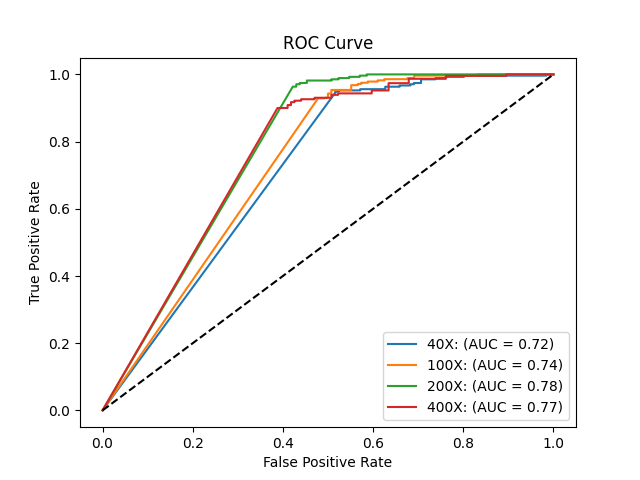 ROC Curve
True Positive Rate
1.0
0.8
0.6
0.4
0.2
0.0
40X: (AUC = 0.72)
100X: (AUC = 0.74)
200X: (AUC = 0.78)
400X: (AUC = 0.77)
0.0 0.2 0.4 0.6 0.8 1.0
False Positive Rate